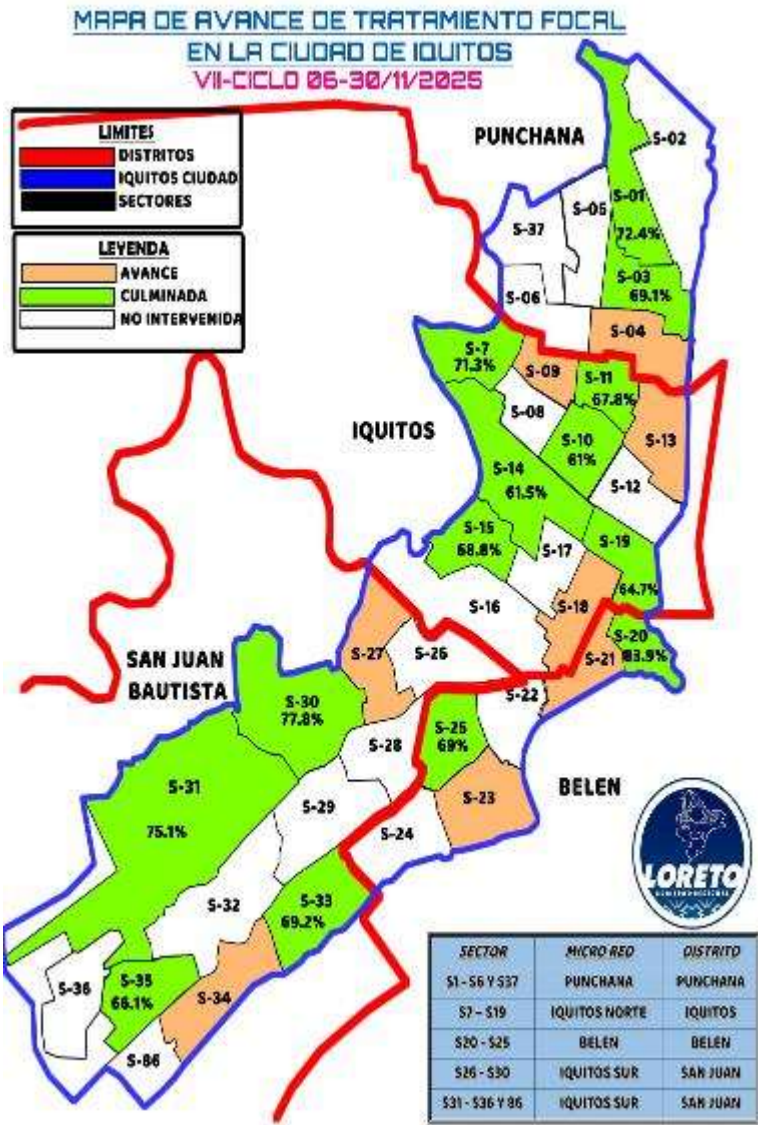 MAPA DE AVANCE DE TRATAMIENTO FOCAL
EN LA CIUDAD DE IQUITOS
VII-CICLO 06-30/11/2025
LIMITES
DISTRITOS
IQUITOS CIUDAD
SECTORES
LEYENDA
AVANCE
CULMINADA
NO INTERVENIDA
PUNCHANA
S-02
S-01
72.4%
S-05
S-37
S-03
69.1%
S-06
S-04
S-7
71.3%
S-09
S-11
67.8%
S-08
IQUITOS
S-10
61%
S-13
S-14
61.5%
S-12
S-15
68.8%
S-17
S-19
64.7%
S-16
S-18
S-20
83.9%
S-21
S-27
S-26
SAN JUAN
BAUTISTA
S-30
77.8%
S-22
S-25
69%
S-28
S-31
75.1%
S-29
S-23
BELEN
S-24
S-32
S-33
69.2%
S-36
S-35
66.1%
S-34
S-86
LORETO
SECTOR MICRO RED DISTRITO
S1 - S6 Y S37 PUNCHANA PUNCHANA
S7 - S19 IQUITOS NORTE IQUITOS
S20 - S25 BELEN BELEN
S26 - S30 IQUITOS SUR SAN JUAN
S31 - S36 Y 86 IQUITOS SUR SAN JUAN